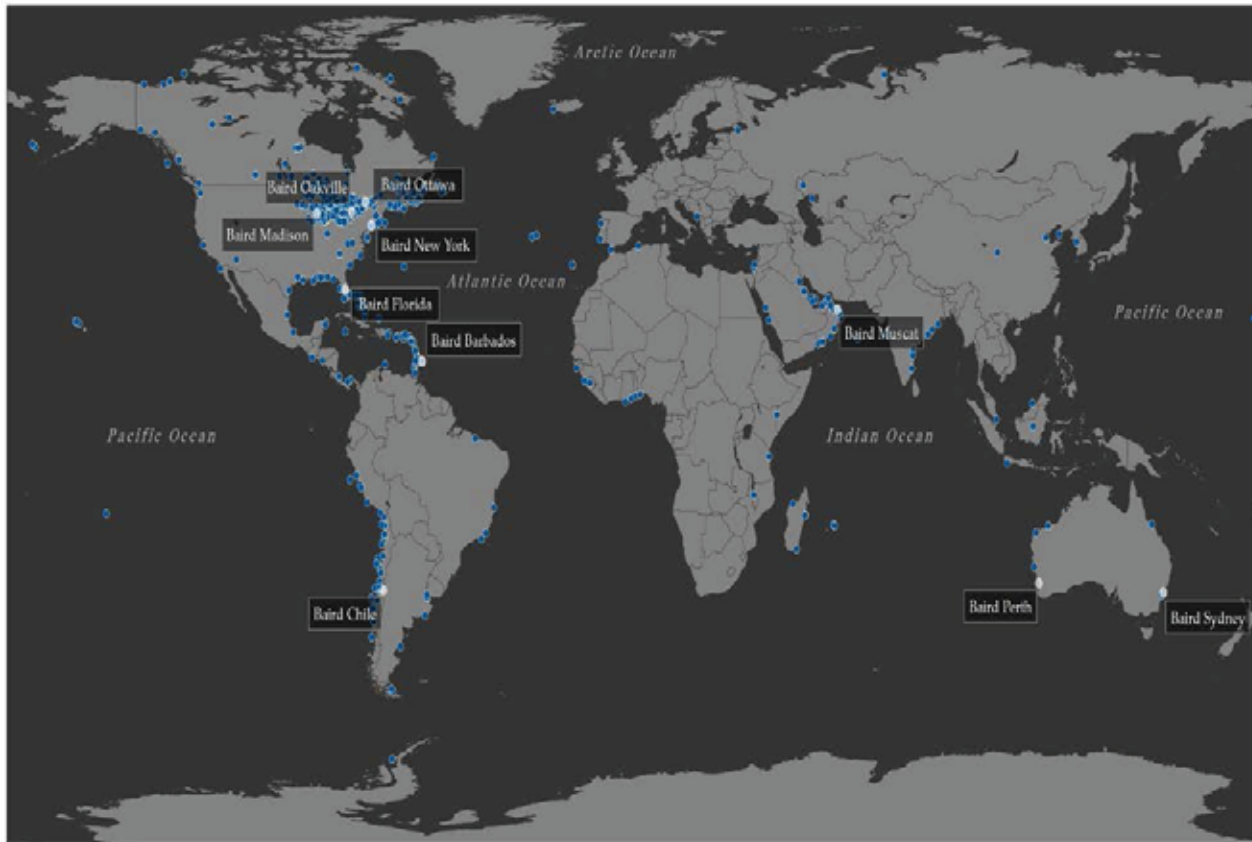 Arctic Ocean
Baird Oakville
Baird Ottawa
Baird Madison
Baird New York
Atlantic Ocean
Baird Florida
Pacific Ocean
Baird Muscat
Baird Barbados
Pacific Ocean
Indian Ocean
Baird Chile
Baird Perth
Baird Sydney